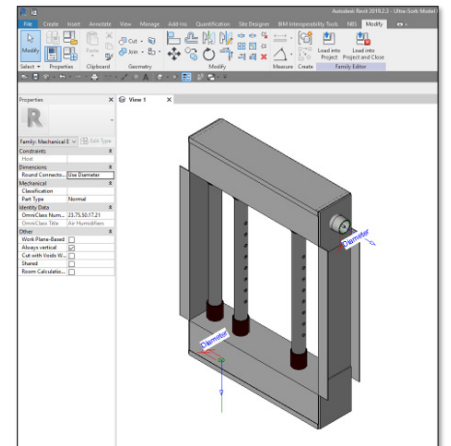 Autodesk Revit 2019.2.3 - Ultra-Sorb Model
File Create Insert Annotate View Manage Add-Ins Quantification Site Designer BIM Interoperability Tools NBS Modify
Modify Paste Cut Join Load into Project Load into Project and Close
Select Properties Clipboard Geometry Modify Measure Create Family Editor
Properties X View 1 X
R
Family: Mechanical E Edit Type
Constraints
Host
Dimensions
Round Connecto... Use Diameter
Mechanical
Classification
Part Type Normal
Identity Data
OmniClass Num... 23.75.50.17.21
OmniClass Title Air Humidifiers
Other
Work Plane-Based
Always vertical
Cut with Voids W...
Shared
Room Calculatio...
Diameter
Diameter